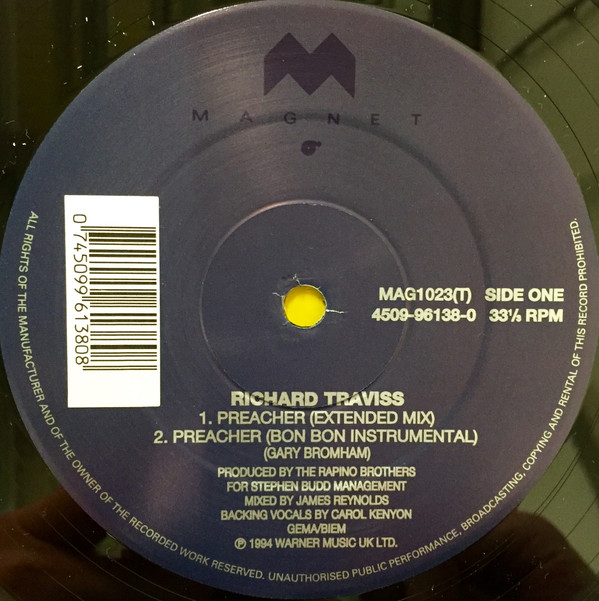 MAGNET
0 745099 613808
MAG1023(T) SIDE ONE
4509-96138-0 33⅓ RPM
RICHARD TRAVISS
1. PREACHER (EXTENDED MIX)
2. PREACHER (BON BON INSTRUMENTAL)
(GARY BROMHAM)
PRODUCED BY THE RAPINO BROTHERS
FOR STEPHEN BUDD MANAGEMENT
MIXED BY JAMES REYNOLDS
BACKING VOCALS BY CAROL KENYON
GEMA/BIEM
℗ 1994 WARNER MUSIC UK LTD.
ALL RIGHTS OF THE MANUFACTURER AND OF THE OWNER OF THE RECORDED WORK RESERVED. UNAUTHORISED PUBLIC PERFORMANCE, BROADCASTING, COPYING AND RENTAL OF THIS RECORD PROHIBITED.